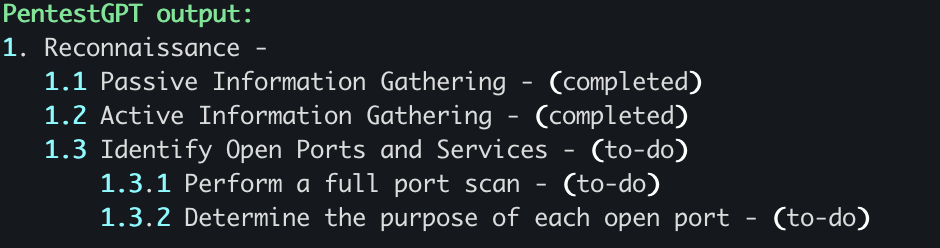 PentestGPT output:
1. Reconnaissance -
1.1 Passive Information Gathering - (completed)
1.2 Active Information Gathering - (completed)
1.3 Identify Open Ports and Services - (to-do)
1.3.1 Perform a full port scan - (to-do)
1.3.2 Determine the purpose of each open port - (to-do)